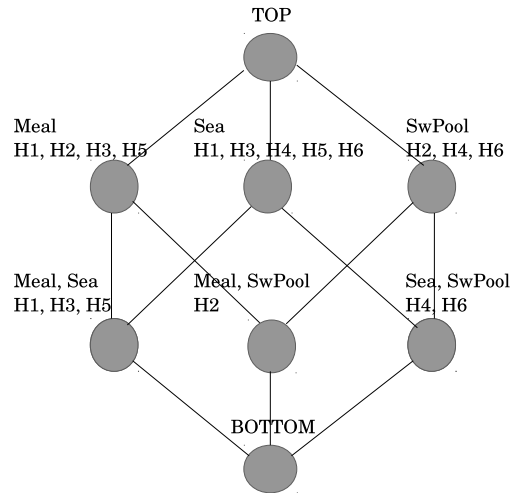 TOP
Meal
H1, H2, H3, H5
Sea
H1, H3, H4, H5, H6
SwPool
H2, H4, H6
Meal, Sea
H1, H3, H5
Meal, SwPool
H2
Sea, SwPool
H4, H6
BOTTOM